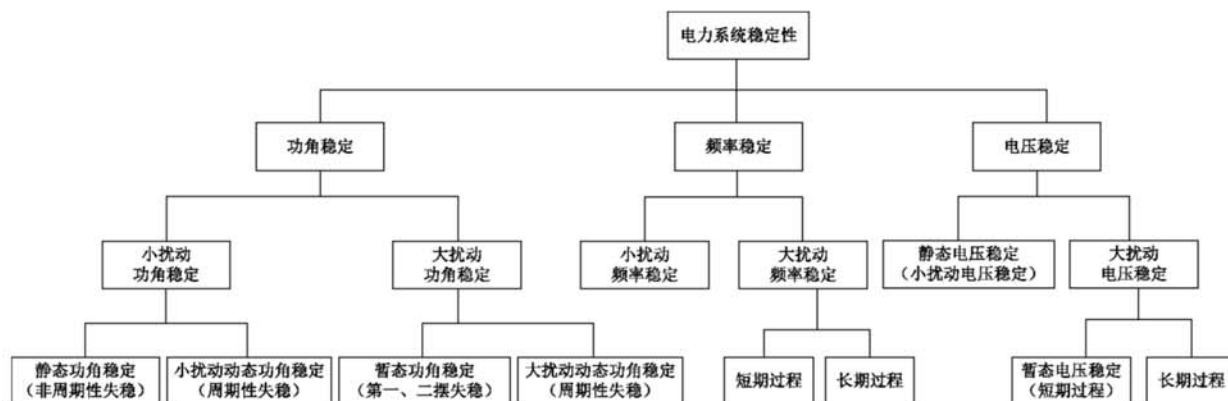 电力系统稳定性
功角稳定
频率稳定
电压稳定
小扰动
功角稳定
大扰动
功角稳定
小扰动
频率稳定
大扰动
频率稳定
静态电压稳定
(小扰动电压稳定)
大扰动
电压稳定
静态功角稳定
(非周期性失稳)
小扰动动态功角稳定
(周期性失稳)
暂态功角稳定
(第一、二摆失稳)
大扰动动态功角稳定
(周期性失稳)
短期过程
长期过程
暂态电压稳定
(短期过程)
长期过程